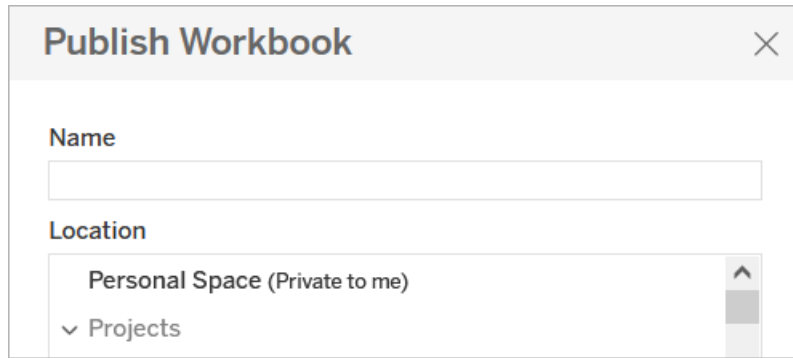 Publish Workbook
Name
Location
Personal Space (Private to me)
Projects